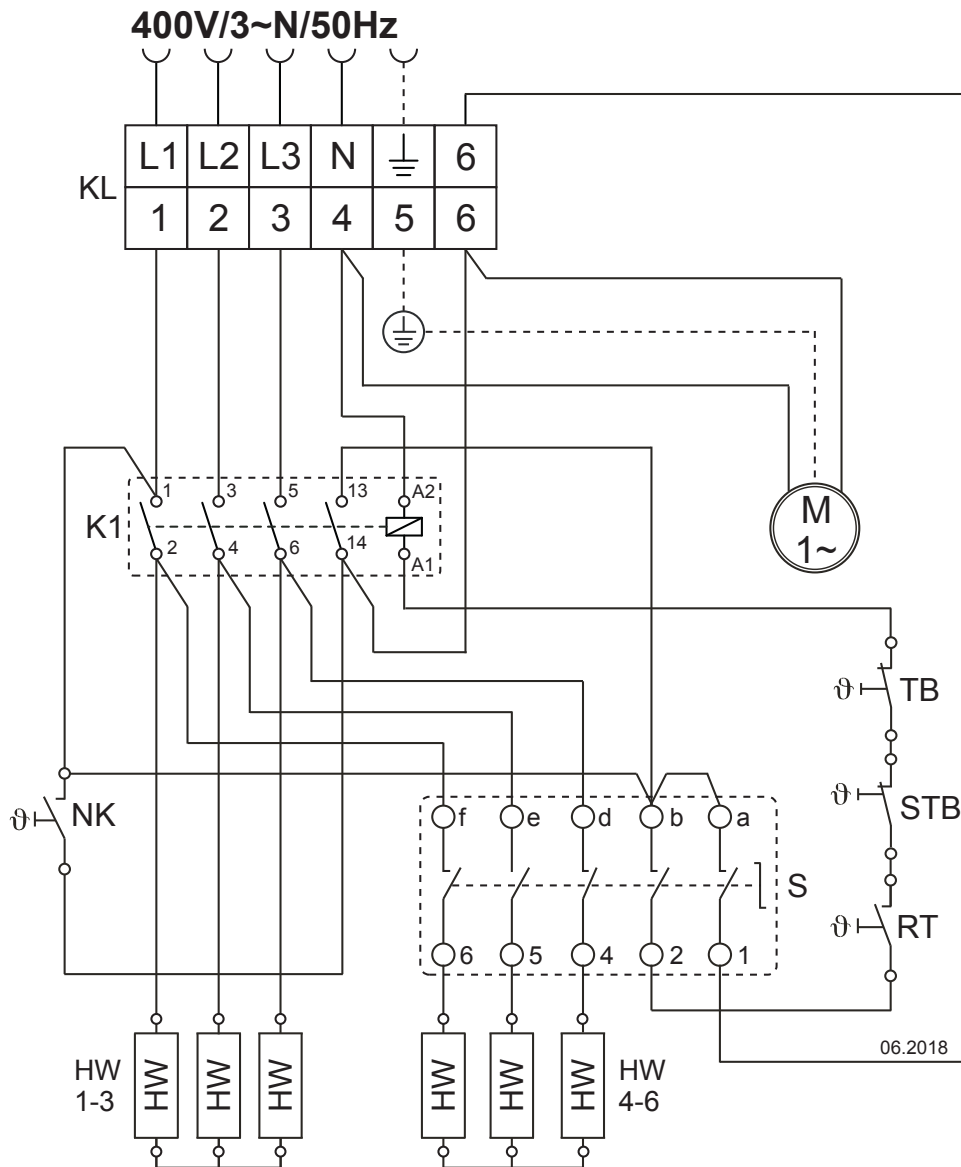 400V/3~N/50Hz
L1 L2 L3 N 6
KL
1 2 3 4 5 6
K1
1 3 5 13 A2
2 4 6 14 A1
M
1~
ϑ TB
ϑ STB
ϑ RT
ϑ NK
f e d b a
S
6 5 4 2 1
06.2018
HW
1-3
HW HW HW
HW HW HW
HW
4-6